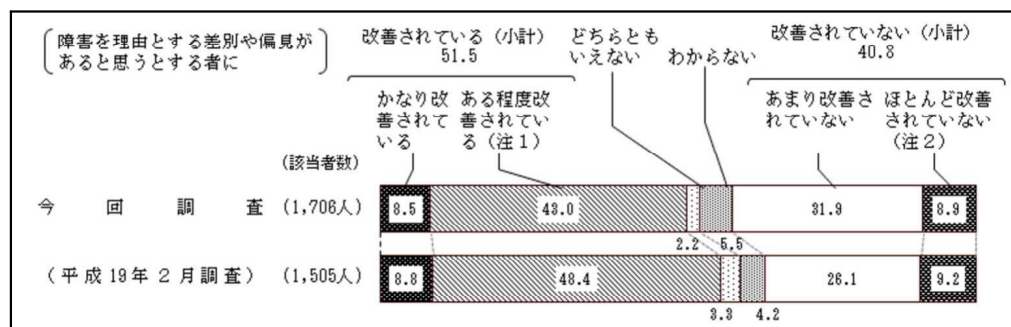 障害を理由とする差別や偏見が
あると思うとする者に
改善されている（小計）
51.5
どちらとも
いえない
わからない
改善されていない（小計）
40.8
かなり改
善されて
いる
ある程度改
善されてい
る（注１）
あまり改善さ
れていない
ほとんど改善
されていない
（注２）
（該当者数）
今回調査 （1,706人） 8.5 43.0 31.9 8.9
2.2 5.5
（平成19年２月調査） （1,505人） 8.8 48.4 26.1 9.2
3.3 4.2